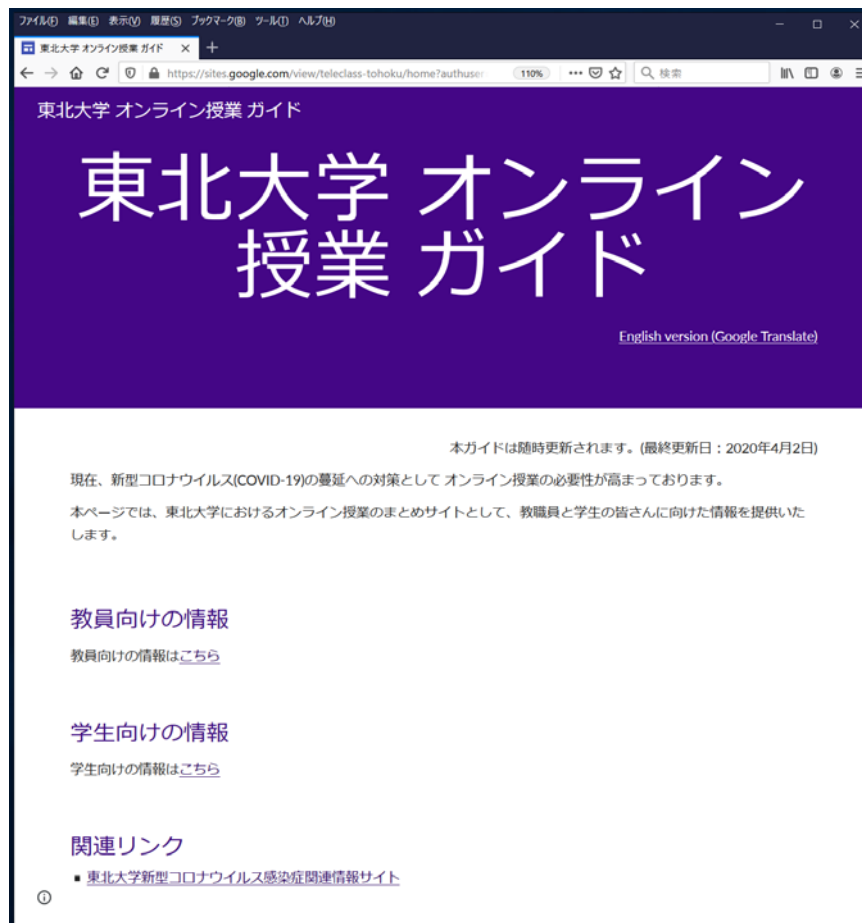 ファイル(F) 編集(E) 表示(V) 履歴(S) ブックマーク(B) ツール(T) ヘルプ(H)
東北大学 オンライン授業 ガイド
https://sites.google.com/view/teleclass-tohoku/home?authuser 110% 検索
東北大学 オンライン授業 ガイド
東北大学 オンライン
授業 ガイド
English version (Google Translate)
本ガイドは随時更新されます。(最終更新日：2020年4月2日)
現在、新型コロナウイルス(COVID-19)の蔓延への対策として オンライン授業の必要性が高まっております。
本ページでは、東北大学におけるオンライン授業のまとめサイトとして、教職員と学生の皆さんに向けた情報を提供いた
します。
教員向けの情報
教員向けの情報はこちら
学生向けの情報
学生向けの情報はこちら
関連リンク
東北大学新型コロナウイルス感染症関連情報サイト